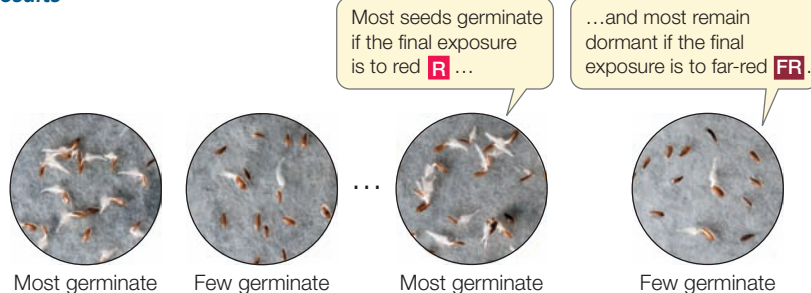 Most seeds germinate
if the final exposure
is to red R ...
...and most remain
dormant if the final
exposure is to far-red FR.
...
Most germinate
Few germinate
Most germinate
Few germinate